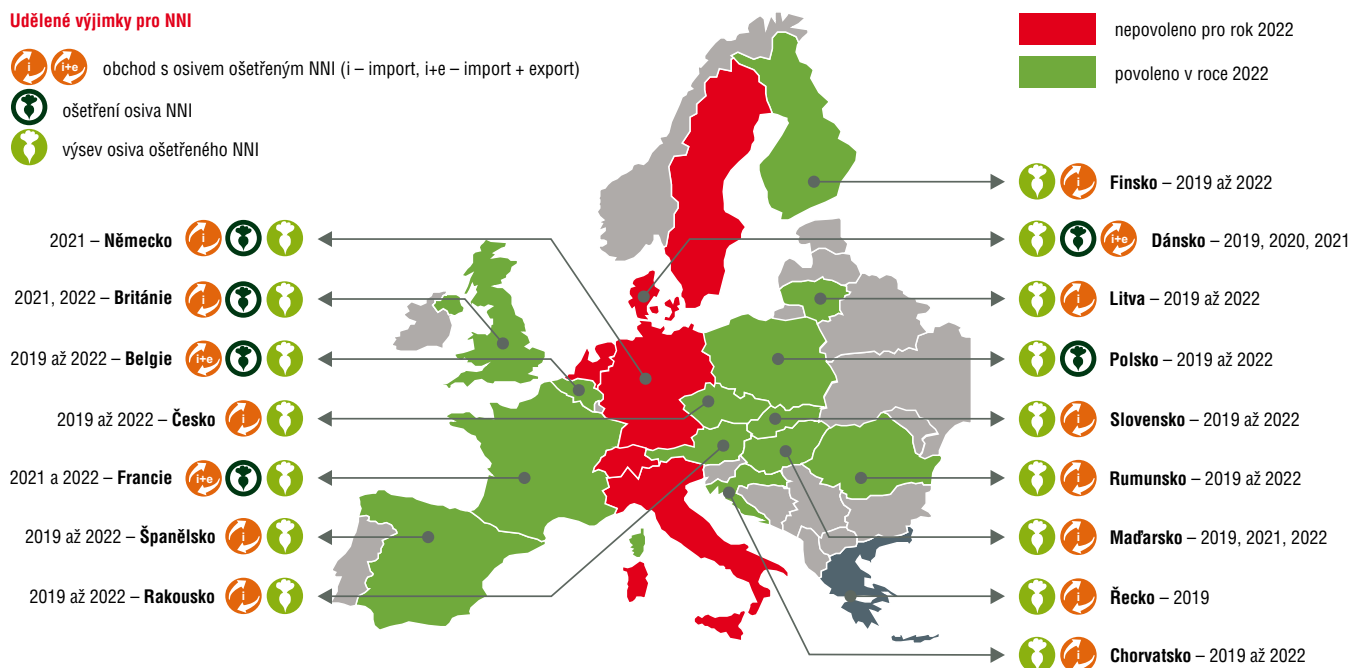 Udělené výjimky pro NNI
i i+e obchod s osivem ošetřeným NNI (i – import, i+e – import + export)
ošetření osiva NNI
výsev osiva ošetřeného NNI
nepovoleno pro rok 2022
povoleno v roce 2022
2021 – Německo i
2021, 2022 – Británie i
2019 až 2022 – Belgie i+e
2019 až 2022 – Česko i
2021 a 2022 – Francie i+e
2019 až 2022 – Španělsko i
2019 až 2022 – Rakousko i
i Finsko – 2019 až 2022
i+e Dánsko – 2019, 2020, 2021
i Litva – 2019 až 2022
Polsko – 2019 až 2022
i Slovensko – 2019 až 2022
i Rumunsko – 2019 až 2022
i Maďarsko – 2019, 2021, 2022
i Řecko – 2019
i Chorvatsko – 2019 až 2022